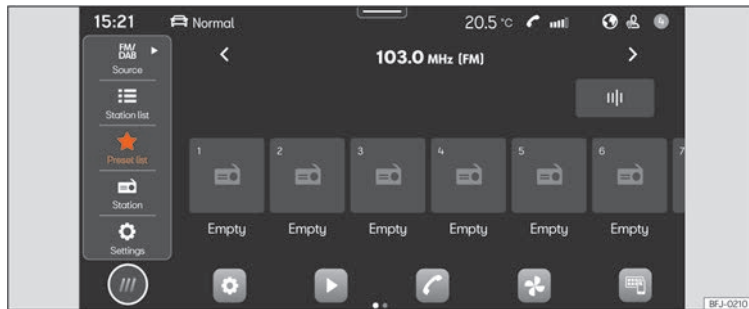 15:21 Normal 20.5 °C 4
FM/
DAB
Source
103.0 MHz (FM)
Station list
Preset list
1 2 3 4 5 6 7
Station
Empty Empty Empty Empty Empty Empty
Settings
BFJ-0210